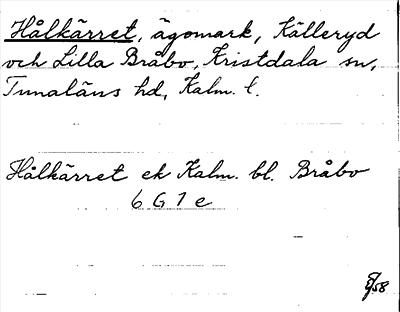 Hålkärret, ägomark, Källeryd
och Lilla Bråbo, Kristdala sn,
Tunaläns hd, Kalm. l.
Hålkärret ek Kalm. bl. Bråbo
6 G 1 e